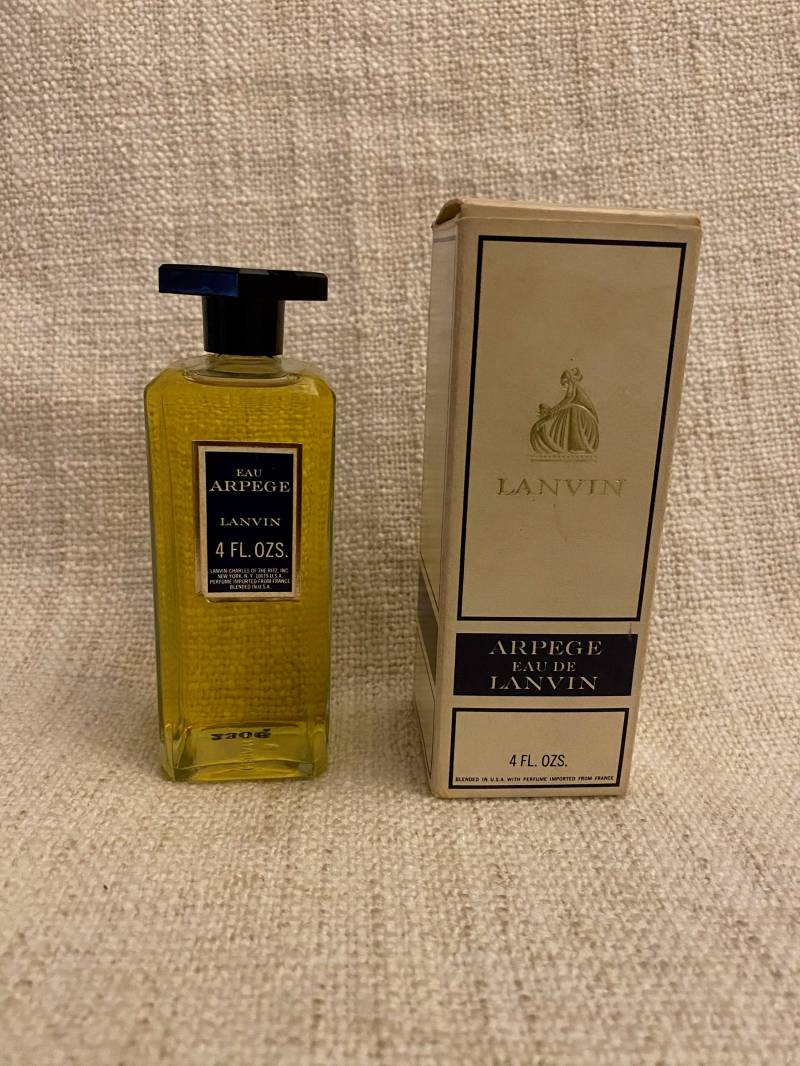 EAU
ARPEGE
LANVIN
4 FL. OZS.
LANVIN-CHARLES OF THE RITZ, INC.
NEW YORK, N.Y. 10019 U.S.A.
PERFUME IMPORTED FROM FRANCE
BLENDED IN U.S.A.
LANVIN
ARPEGE
EAU DE
LANVIN
4 FL. OZS.
BLENDED IN U.S.A. WITH PERFUME IMPORTED FROM FRANCE